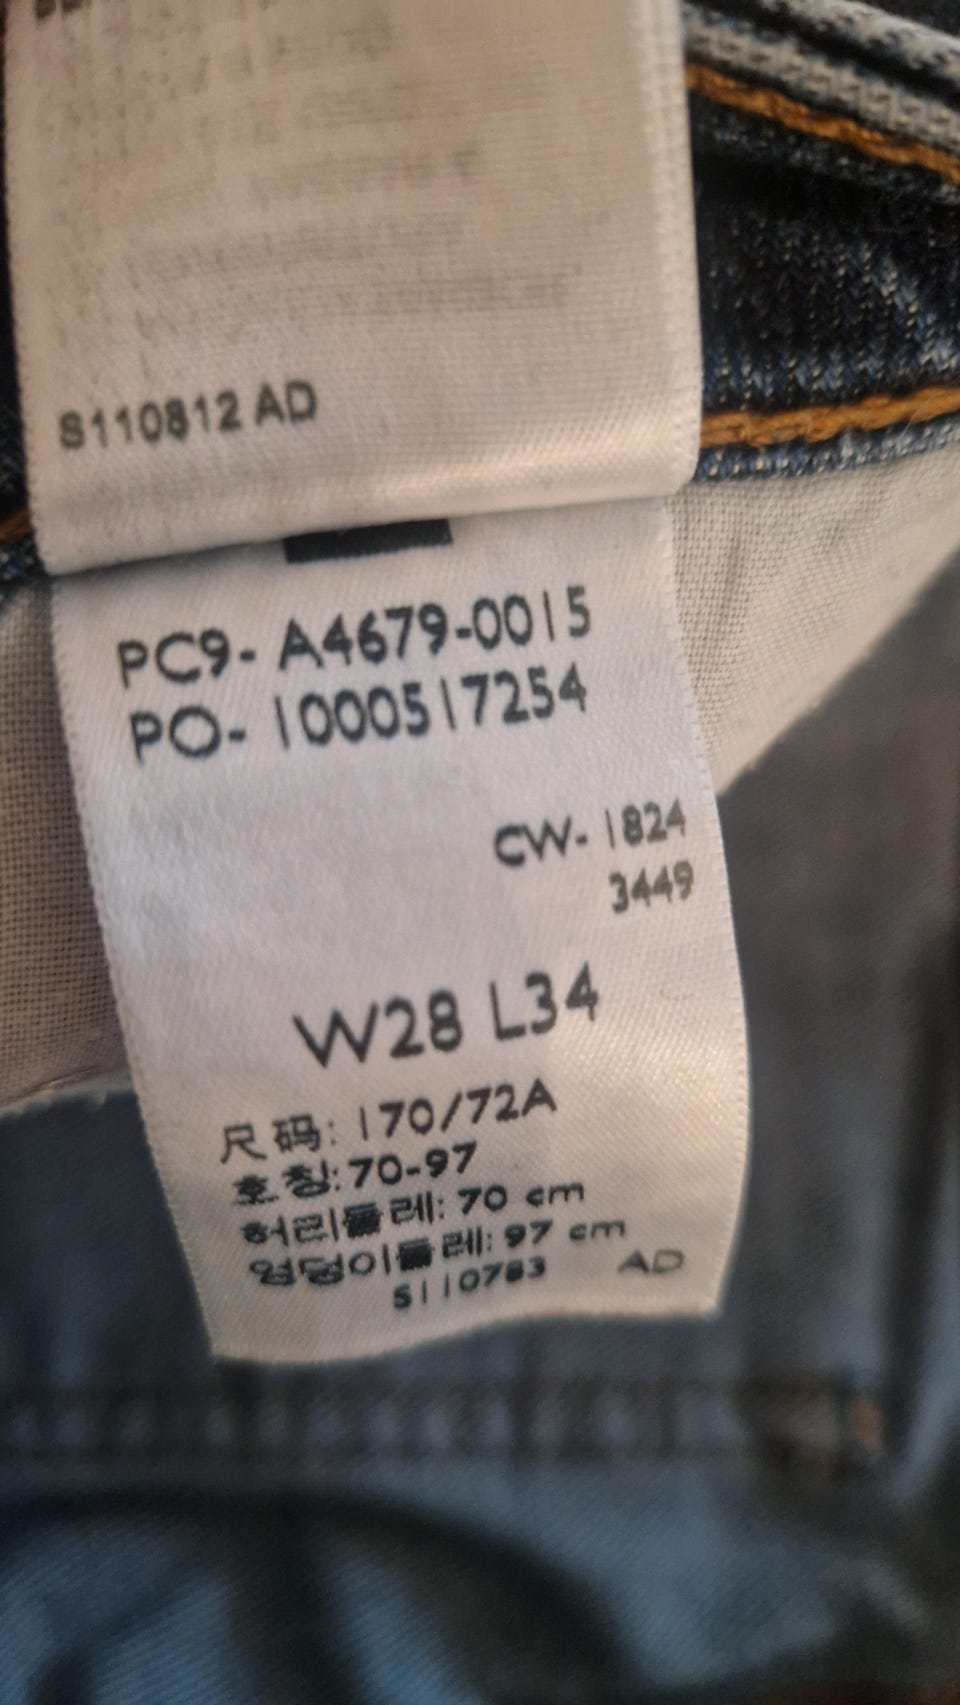 S110812 AD
PC9- A4679-0015
PO- 1000517254
CW- 1824
3449
W28 L34
尺码: 170/72A
호칭: 70-97
허리둘레: 70 cm
엉덩이둘레: 97 cm
S110783 AD